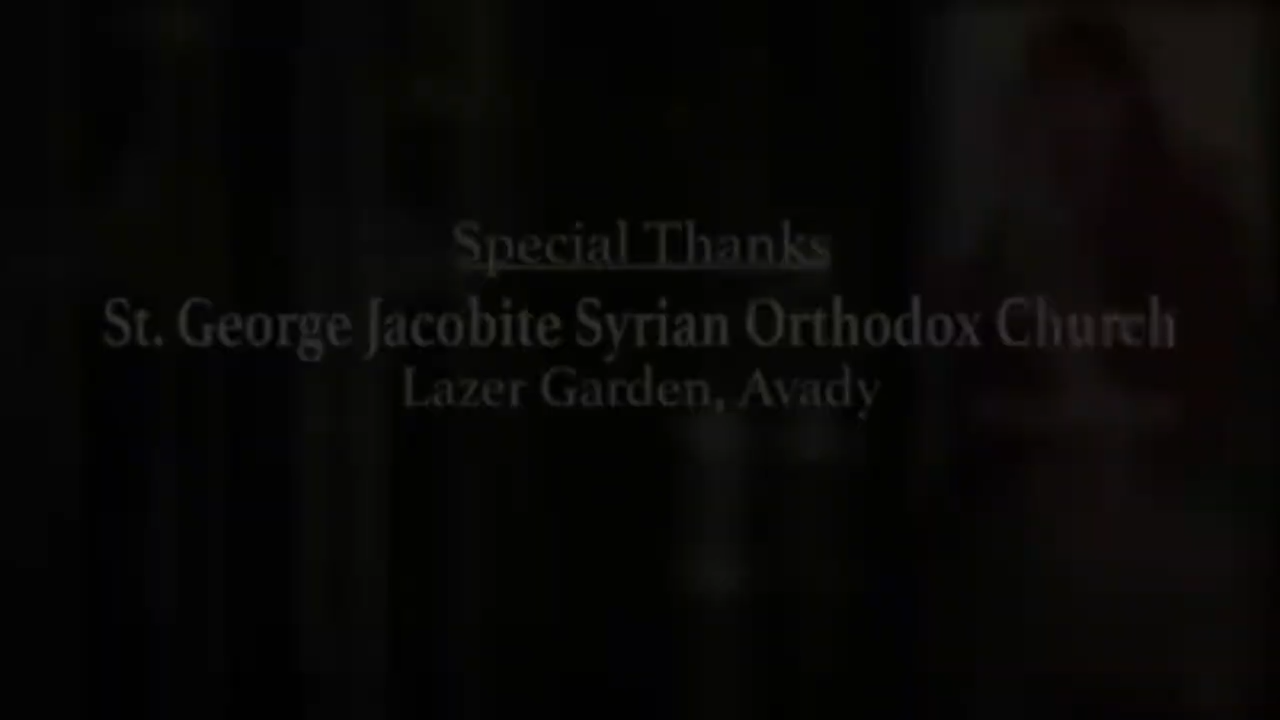 Special Thanks
St. George Jacobite Syrian Orthodox Church
Lazer Garden, Avady